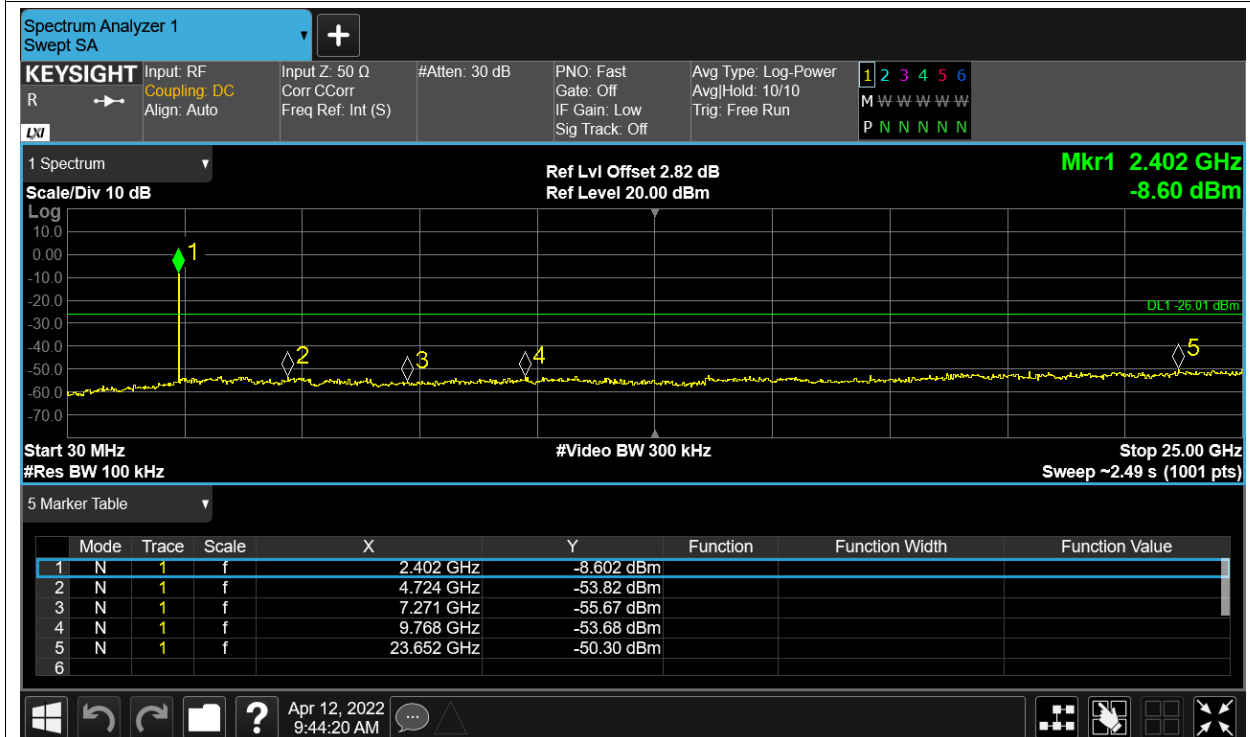 Spectrum Analyzer 1
Swept SA
+
KEYSIGHT Input: RF Input Z: 50 Ω #Atten: 30 dB PNO: Fast Avg Type: Log-Power 1 2 3 4 5 6
R Coupling: DC Corr CCorr Gate: Off Avg|Hold: 10/10 M W W W W W
Align: Auto Freq Ref: Int (S) IF Gain: Low Trig: Free Run P N N N N N
LXI Sig Track: Off
1 Spectrum Ref Lvl Offset 2.82 dB Mkr1 2.402 GHz
Scale/Div 10 dB Ref Level 20.00 dBm -8.60 dBm
Log
10.0
0.00 1
-10.0
-20.0 DL1 -26.01 dBm
-30.0
-40.0 2 3 4 5
-50.0
-60.0
-70.0
Start 30 MHz #Video BW 300 kHz Stop 25.00 GHz
#Res BW 100 kHz Sweep ~2.49 s (1001 pts)
5 Marker Table
Mode Trace Scale X Y Function Function Width Function Value
1 N 1 f 2.402 GHz -8.602 dBm
2 N 1 f 4.724 GHz -53.82 dBm
3 N 1 f 7.271 GHz -55.67 dBm
4 N 1 f 9.768 GHz -53.68 dBm
5 N 1 f 23.652 GHz -50.30 dBm
6
? Apr 12, 2022
9:44:20 AM